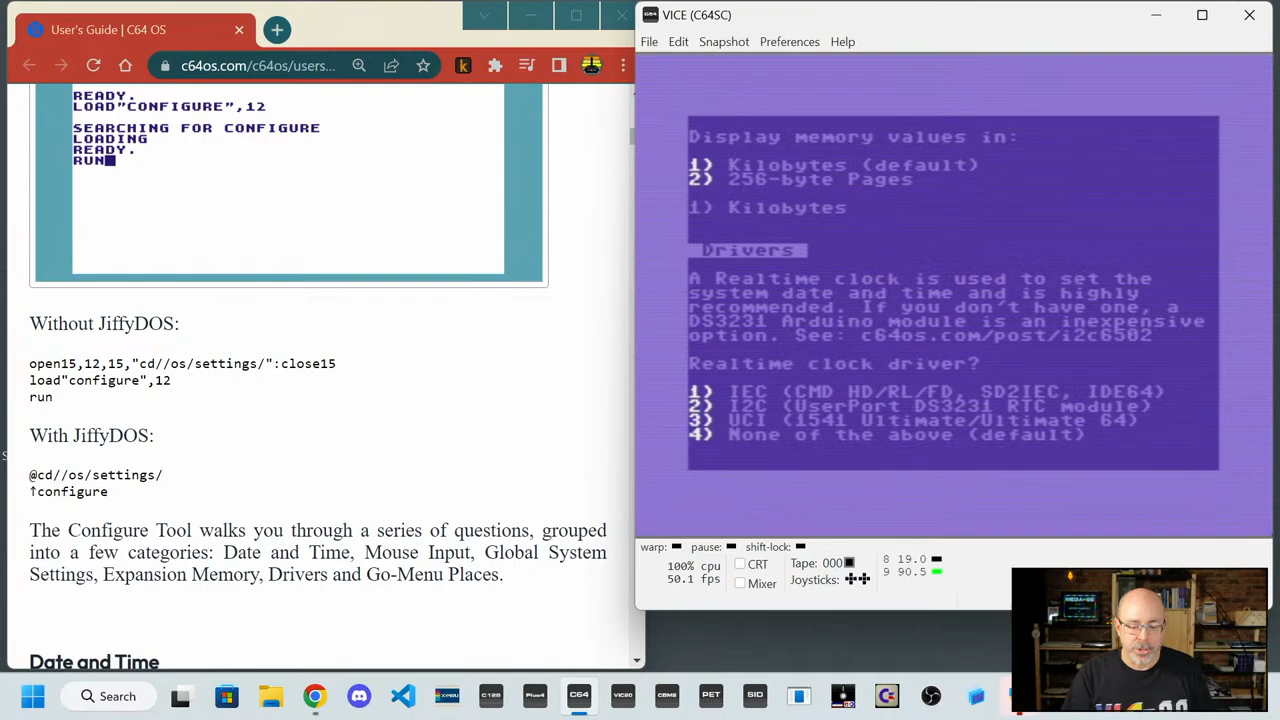 User's Guide | C64 OS
c64os.com/c64os/users...
READY.
LOAD"CONFIGURE",12
SEARCHING FOR CONFIGURE
LOADING
READY.
RUN
Without JiffyDOS:
open15,12,15,"cd//os/settings/":close15
load"configure",12
run
With JiffyDOS:
@cd//os/settings/
↑configure
The Configure Tool walks you through a series of questions, grouped
into a few categories: Date and Time, Mouse Input, Global System
Settings, Expansion Memory, Drivers and Go-Menu Places.
Date and Time
VICE (C64SC)
File Edit Snapshot Preferences Help
Display memory values in:
1) Kilobytes (default)
2) 256-byte Pages
1) Kilobytes
Drivers
A Realtime clock is used to set the
system date and time and is highly
recommended. If you don't have one, a
DS3231 Arduino module is an inexpensive
option. See: c64os.com/post/i2c6502
Realtime clock driver?
1) IEC (CMD HD/RL/FD, SD2IEC, IDE64)
2) I2C (UserPort DS3231 RTC module)
3) UCI (1541 Ultimate/Ultimate 64)
4) None of the above (default)
warp: pause: shift-lock:
100% cpu
50.1 fps
CRT
Mixer
Tape: 000
Joysticks:
8 19.0
9 90.5
MEGA-65
Search
C128
Plus4
C64
VIC20
CBM2
PET
SID